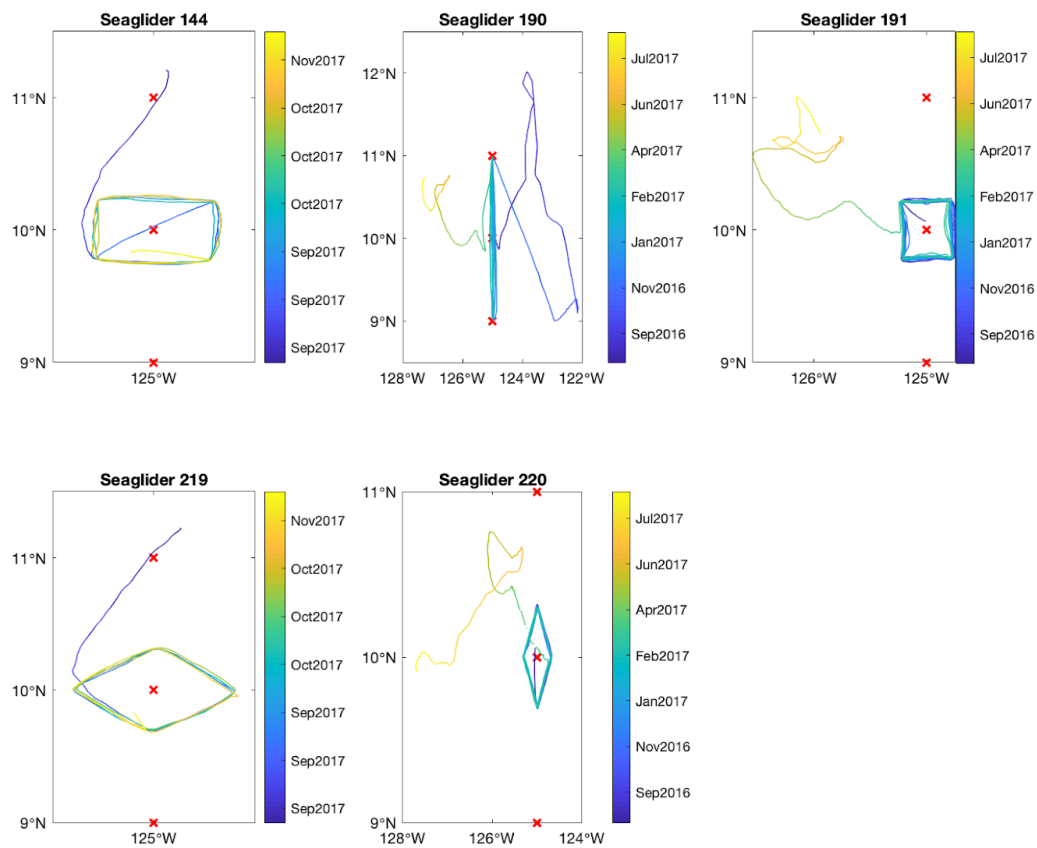 Seaglider 144
11°N
10°N
9°N
125°W
Nov2017
Oct2017
Oct2017
Oct2017
Sep2017
Sep2017
Sep2017
Seaglider 190
12°N
11°N
10°N
9°N
128°W
126°W
124°W
122°W
Jul2017
Jun2017
Apr2017
Feb2017
Jan2017
Nov2016
Sep2016
Seaglider 191
11°N
10°N
9°N
126°W
125°W
Jul2017
Jun2017
Apr2017
Feb2017
Jan2017
Nov2016
Sep2016
Seaglider 219
11°N
10°N
9°N
125°W
Nov2017
Oct2017
Oct2017
Oct2017
Sep2017
Sep2017
Sep2017
Seaglider 220
11°N
10°N
9°N
128°W
126°W
124°W
Jul2017
Jun2017
Apr2017
Feb2017
Jan2017
Nov2016
Sep2016